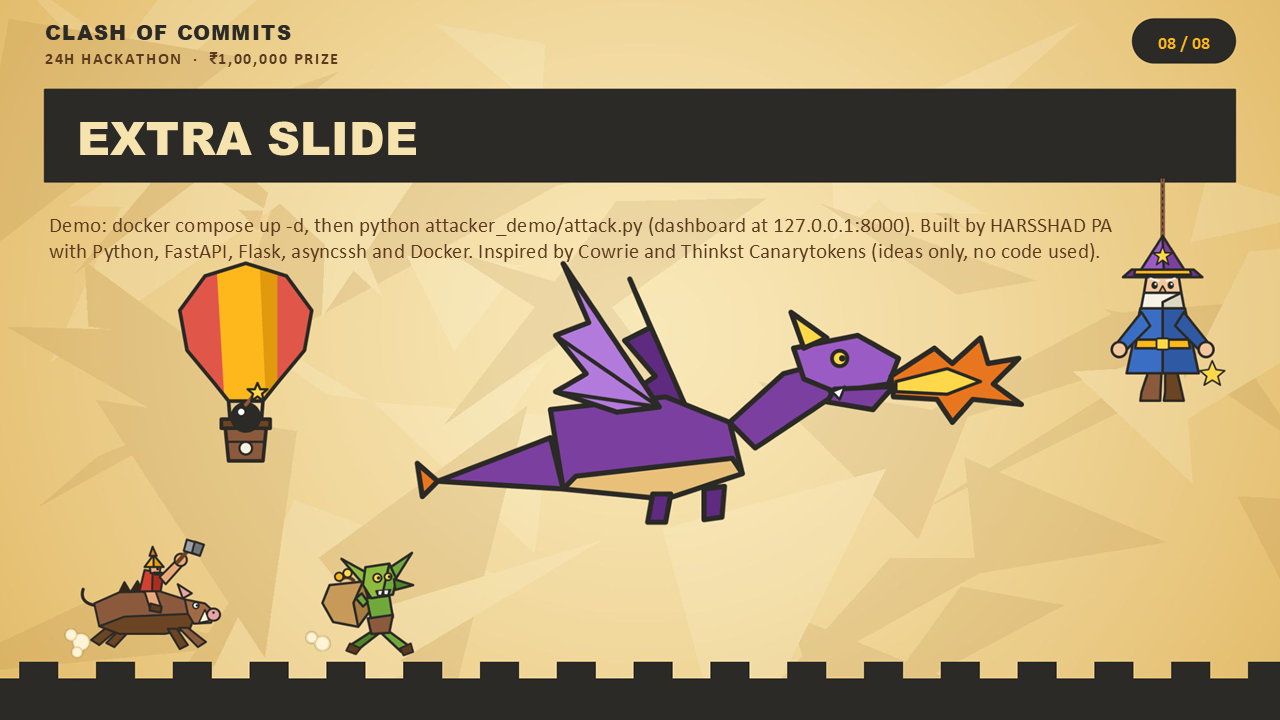 CLASH OF COMMITS
24H HACKATHON · ₹1,00,000 PRIZE
08 / 08
EXTRA SLIDE
Demo: docker compose up -d, then python attacker_demo/attack.py (dashboard at 127.0.0.1:8000). Built by HARSSHAD PA
with Python, FastAPI, Flask, asyncssh and Docker. Inspired by Cowrie and Thinkst Canarytokens (ideas only, no code used).